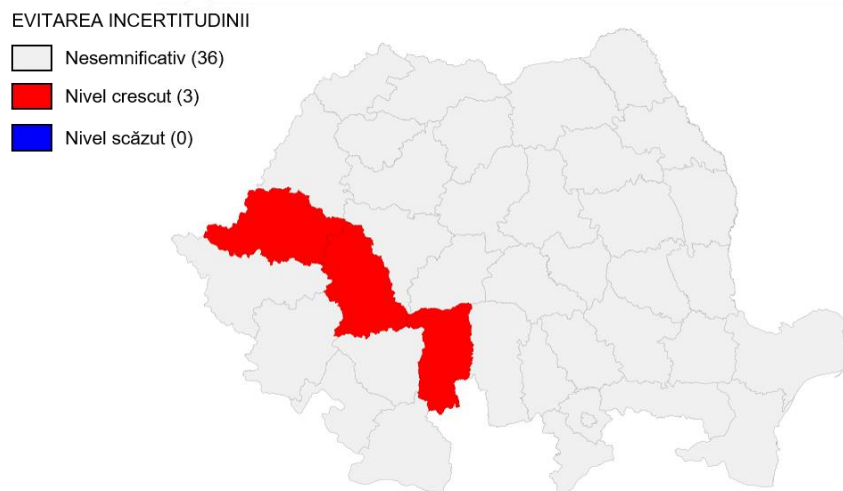 EVITAREA INCERTITUDINII
Nesemnificativ (36)
Nivel crescut (3)
Nivel scăzut (0)